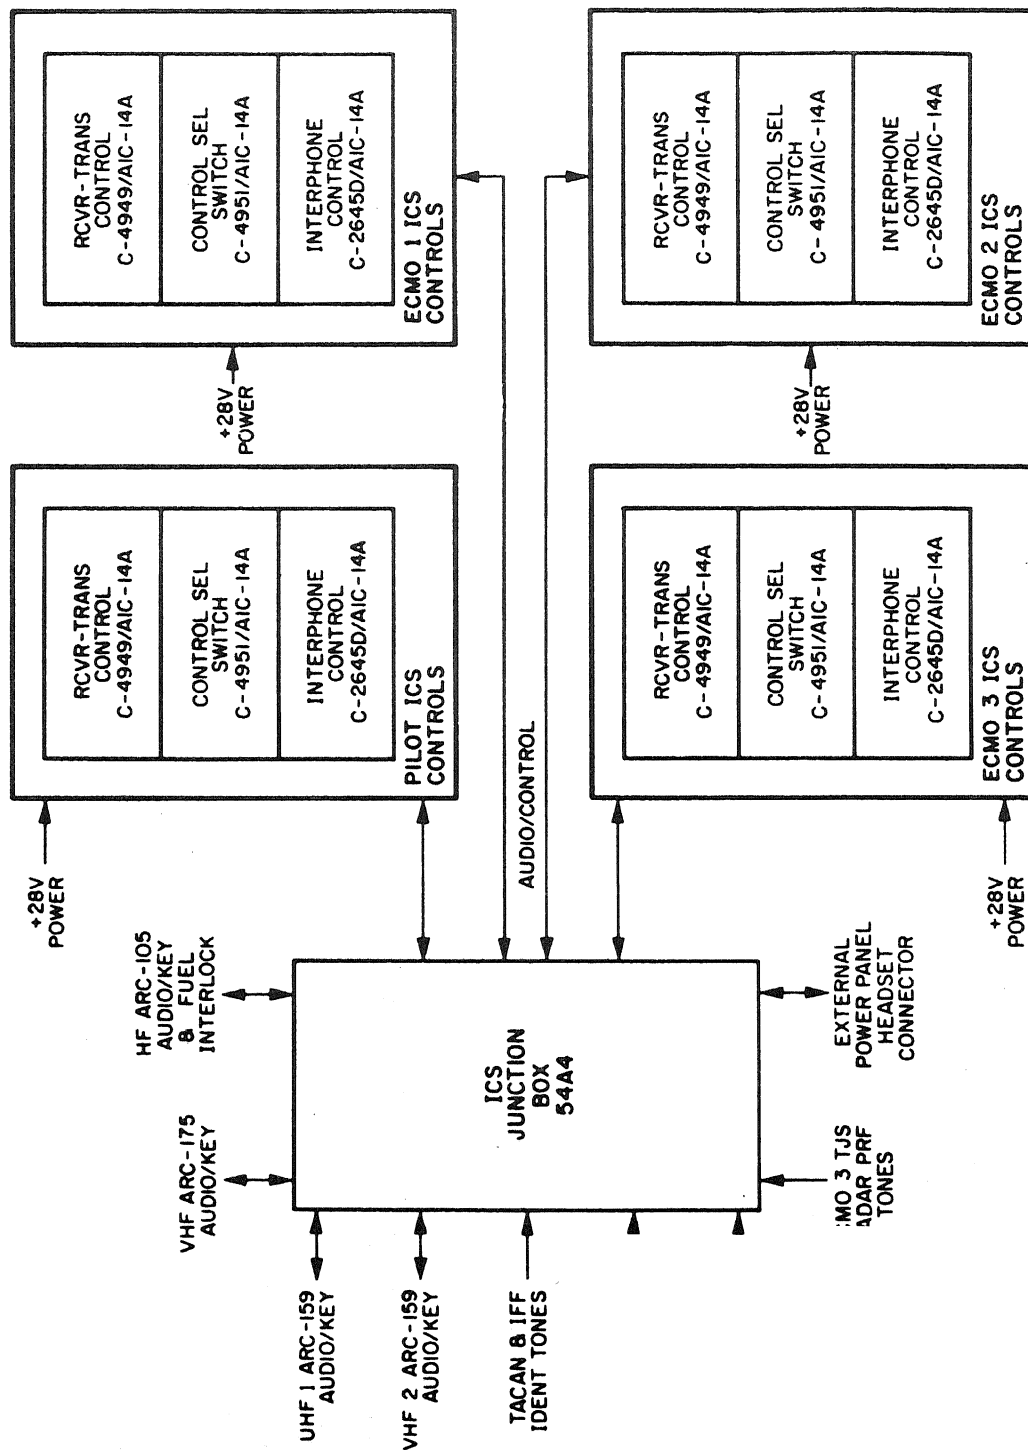 HF ARC-105
AUDIO/KEY
& FUEL
INTERLOCK
VHF ARC-175
AUDIO/KEY
UHF 1 ARC-159
AUDIO/KEY
VHF 2 ARC-159
AUDIO/KEY
TACAN & IFF
IDENT TONES
ICS
JUNCTION
BOX
54A4
MO 3 TJS
ADAR PRF
TONES
EXTERNAL
POWER PANEL
HEADSET
CONNECTOR
AUDIO/CONTROL
+28V
POWER
RCVR-TRANS
CONTROL
C-4949/AIC-14A
CONTROL SEL
SWITCH
C-4951/AIC-14A
INTERPHONE
CONTROL
C-2645D/AIC-14A
PILOT ICS
CONTROLS
+28V
POWER
RCVR-TRANS
CONTROL
C-4949/AIC-14A
CONTROL SEL
SWITCH
C-4951/AIC-14A
INTERPHONE
CONTROL
C-2645D/AIC-14A
ECMO 1 ICS
CONTROLS
+28V
POWER
RCVR-TRANS
CONTROL
C-4949/AIC-14A
CONTROL SEL
SWITCH
C-4951/AIC-14A
INTERPHONE
CONTROL
C-2645D/AIC-14A
ECMO 3 ICS
CONTROLS
+28V
POWER
RCVR-TRANS
CONTROL
C-4949/AIC-14A
CONTROL SEL
SWITCH
C-4951/AIC-14A
INTERPHONE
CONTROL
C-2645D/AIC-14A
ECMO 2 ICS
CONTROLS